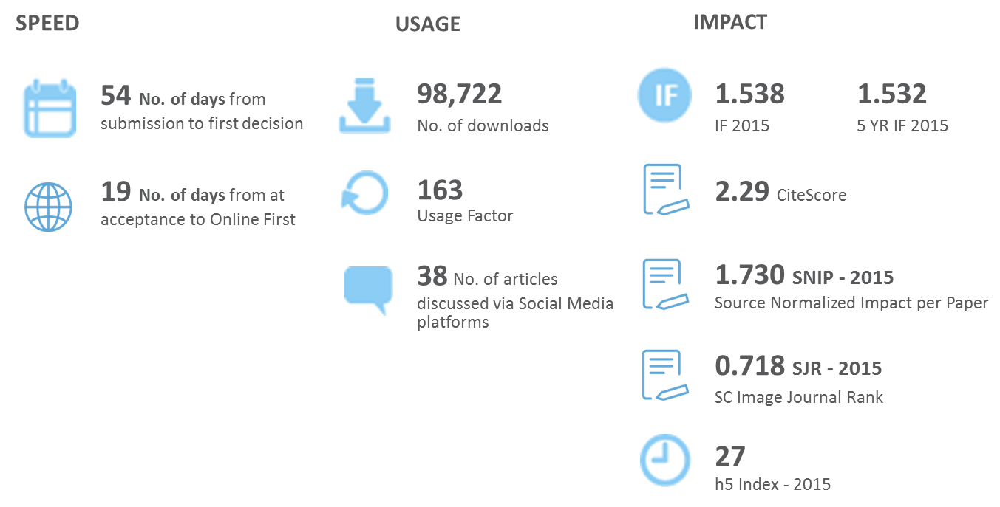 SPEED
54 No. of days from
submission to first decision
19 No. of days from at
acceptance to Online First
USAGE
98,722
No. of downloads
163
Usage Factor
38 No. of articles
discussed via Social Media
platforms
IMPACT
IF
1.538
IF 2015
1.532
5 YR IF 2015
2.29 CiteScore
1.730 SNIP - 2015
Source Normalized Impact per Paper
0.718 SJR - 2015
SC Image Journal Rank
27
h5 Index - 2015